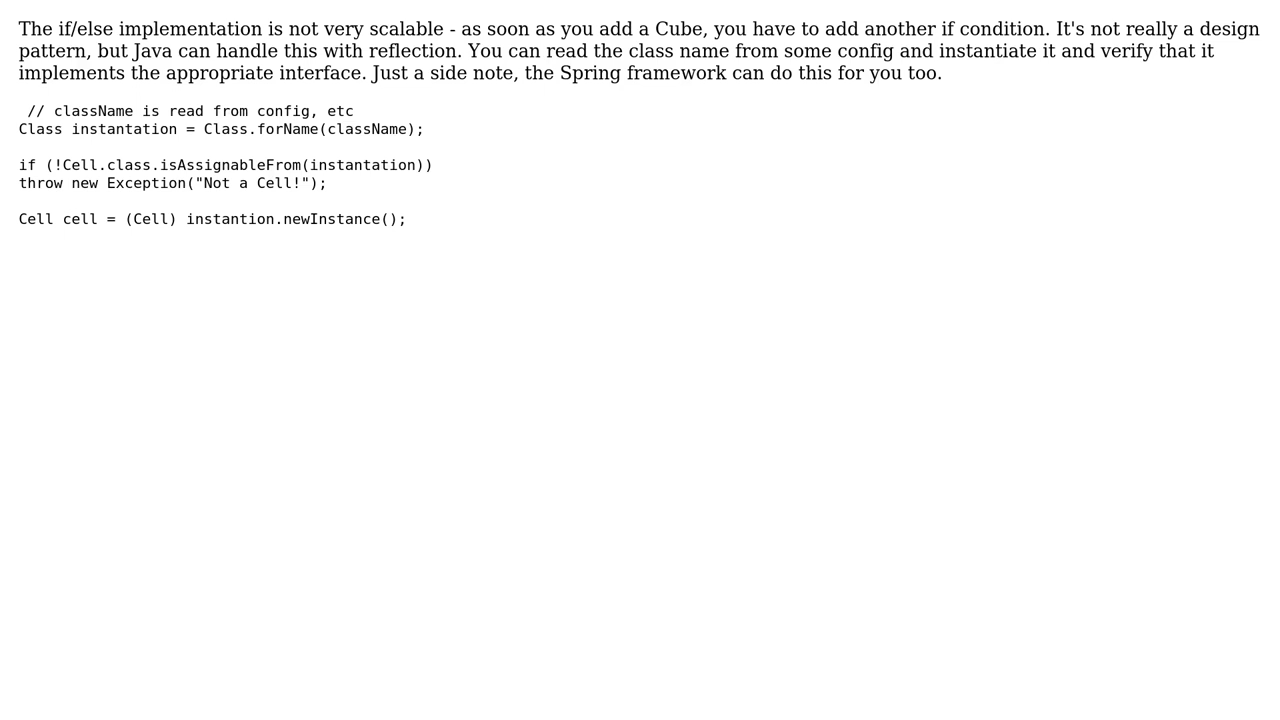 The if/else implementation is not very scalable - as soon as you add a Cube, you have to add another if condition. It's not really a design
pattern, but Java can handle this with reflection. You can read the class name from some config and instantiate it and verify that it
implements the appropriate interface. Just a side note, the Spring framework can do this for you too.
// className is read from config, etc
Class instantation = Class.forName(className);
if (!Cell.class.isAssignableFrom(instantation))
throw new Exception("Not a Cell!");
Cell cell = (Cell) instantion.newInstance();